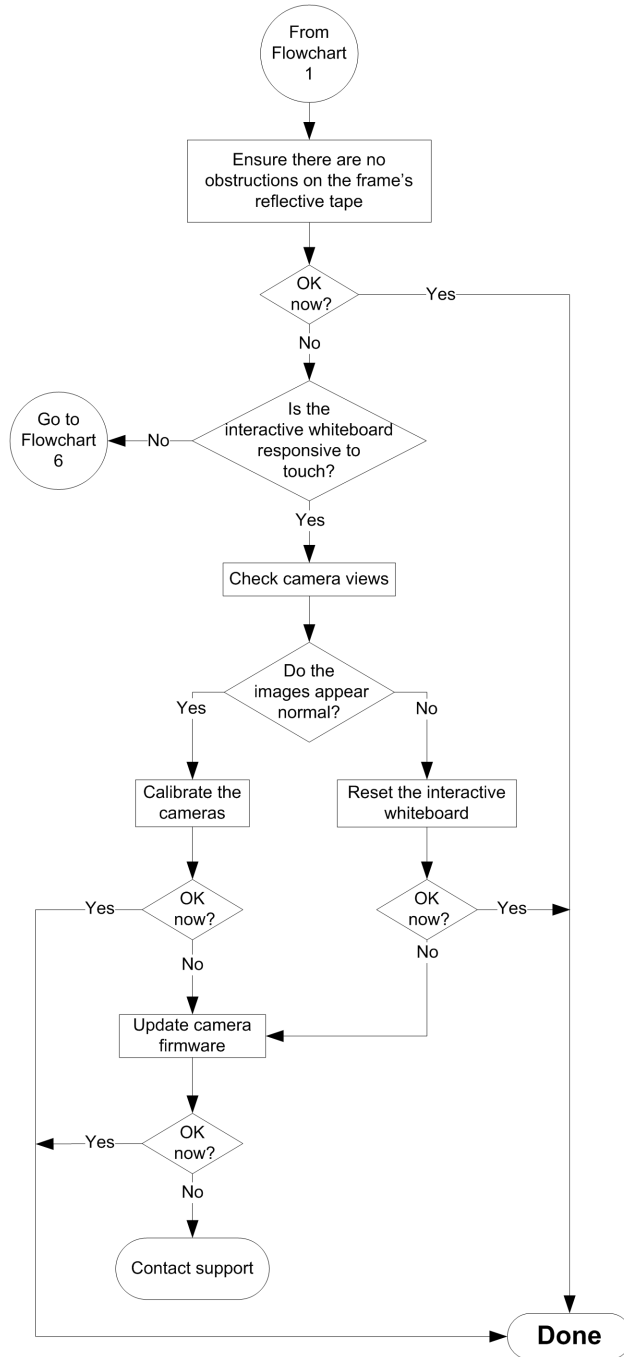 From
Flowchart
1
Ensure there are no
obstructions on the frame's
reflective tape
OK
now?
Yes
No
Is the
interactive whiteboard
responsive to
touch?
No
Go to
Flowchart
6
Yes
Check camera views
Do the
images appear
normal?
Yes
No
Calibrate the
cameras
Reset the interactive
whiteboard
OK
now?
Yes
No
OK
now?
Yes
No
Update camera
firmware
OK
now?
Yes
No
Contact support
Done